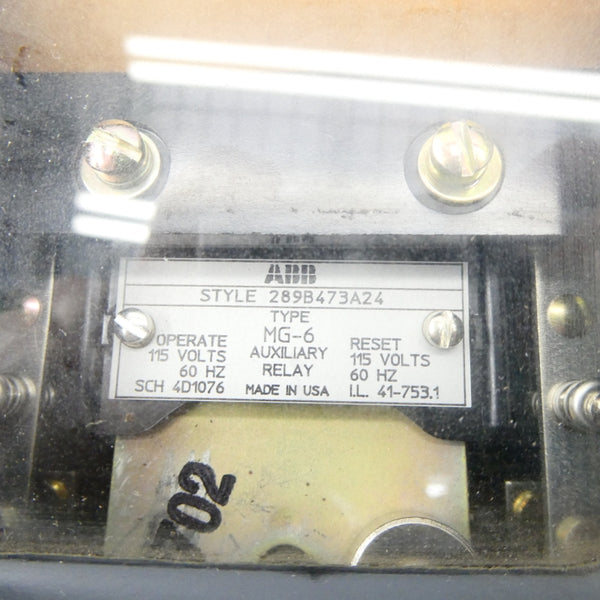 ABB
STYLE 289B473A24
TYPE
MG-6
AUXILIARY
RELAY
OPERATE
115 VOLTS
60 HZ
RESET
115 VOLTS
60 HZ
SCH 4D1076 MADE IN USA I.L. 41-753.1
02